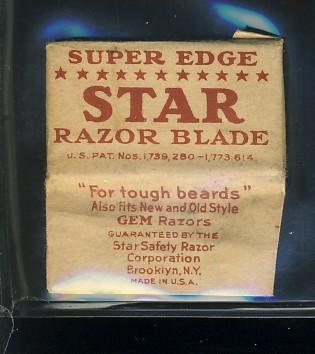 SUPER EDGE
★★★★★★★★★★★
STAR
RAZOR BLADE
U.S. PAT. Nos. 1,739,280-1,773,614
"For tough beards"
Also fits New and Old Style
GEM Razors
GUARANTEED BY THE
Star Safety Razor
Corporation
Brooklyn, N.Y.
MADE IN U.S.A.